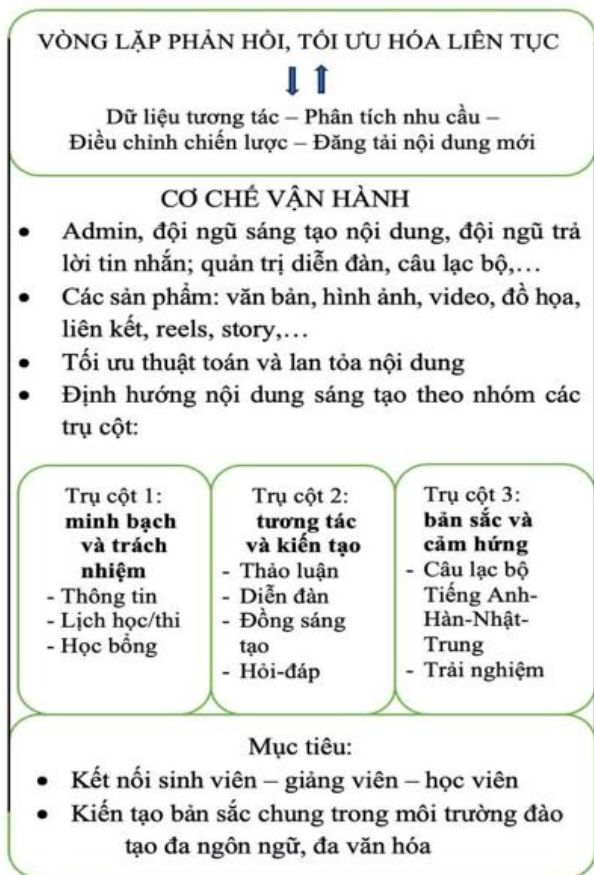 VÒNG LẶP PHẢN HỒI, TỐI ƯU HÓA LIÊN TỤC
Dữ liệu tương tác – Phân tích nhu cầu –
Điều chỉnh chiến lược – Đăng tải nội dung mới
CƠ CHẾ VẬN HÀNH
• Admin, đội ngũ sáng tạo nội dung, đội ngũ trả
lời tin nhắn; quản trị diễn đàn, câu lạc bộ,…
• Các sản phẩm: văn bản, hình ảnh, video, đồ họa,
liên kết, reels, story,…
• Tối ưu thuật toán và lan tỏa nội dung
• Định hướng nội dung sáng tạo theo nhóm các
trụ cột:
Trụ cột 1:
minh bạch
và trách
nhiệm
- Thông tin
- Lịch học/thi
- Học bổng
Trụ cột 2:
tương tác
và kiến tạo
- Thảo luận
- Diễn đàn
- Đồng sáng
tạo
- Hỏi-đáp
Trụ cột 3:
bản sắc và
cảm hứng
- Câu lạc bộ
Tiếng Anh-
Hàn-Nhật-
Trung
- Trải nghiệm
Mục tiêu:
• Kết nối sinh viên – giảng viên – học viên
• Kiến tạo bản sắc chung trong môi trường đào
tạo đa ngôn ngữ, đa văn hóa